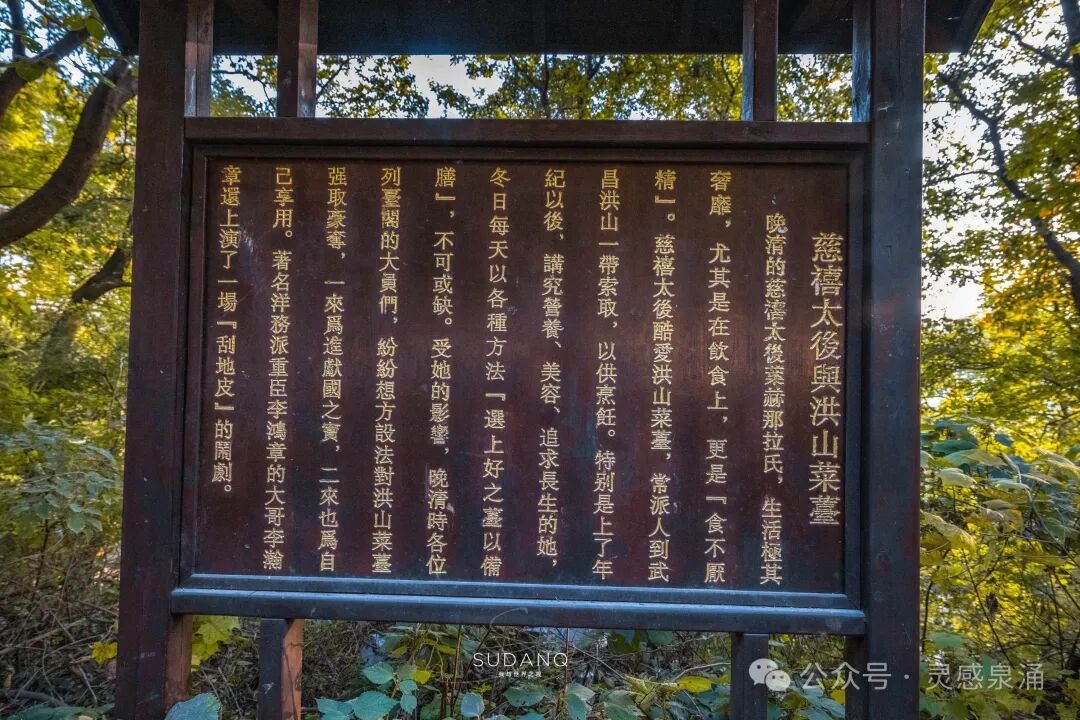 慈禧太後與洪山菜薹
晚清的慈禧太後葉赫那拉氏，生活極其
奢靡，尤其是在飲食上，更是『食不厭
精』。慈禧太後酷愛洪山菜薹，常派人到武
昌洪山一帶索取，以供烹飪。特别是上了年
紀以後、講究營養、美容、追求長生的她，
冬日每天以各種方法『選上好之薹以備
膳』，不可或缺。受她的影響，晚清時各位
列臺閣的大員們，紛紛想方設法對洪山菜薹
强取豪奪，一來爲進獻國之寳，二來也爲自
己享用。著名洋務派重臣李鴻章的大哥李瀚
章還上演了一場『刮地皮』的鬧劇。
SUDANQ
公众号·灵感泉涌